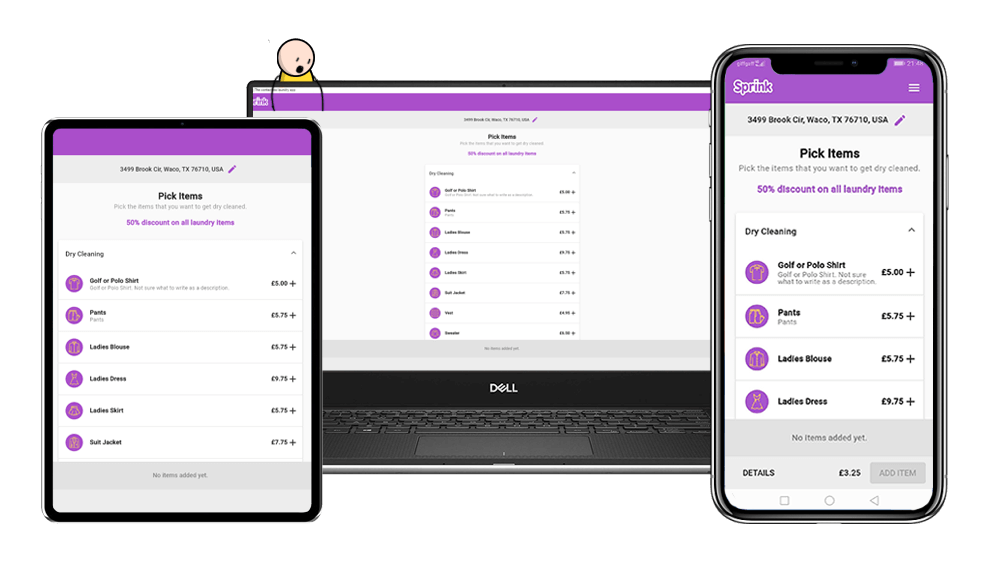 3499 Brook Cir, Waco, TX 76710, USA
Pick Items
Pick the items that you want to get dry cleaned.
50% discount on all laundry items
Dry Cleaning
Golf or Polo Shirt
Golf or Polo Shirt. Not sure what to write as a description.
£5.00 +
Pants
Pants
£5.75 +
Ladies Blouse
£5.75 +
Ladies Dress
£9.75 +
Ladies Skirt
£5.75 +
Suit Jacket
£7.75 +
No items added yet.
rink
3499 Brook Cir, Waco, TX 76710, USA
Pick Items
Pick the items that you want to get dry cleaned.
50% discount on all laundry items
Dry Cleaning
Golf or Polo Shirt
Golf or Polo Shirt. Not sure what to write as a description.
£5.00 +
Pants
Pants
£5.75 +
Ladies Blouse
£5.75 +
Ladies Dress
£9.75 +
Ladies Skirt
£5.75 +
Suit Jacket
£7.75 +
Vest
Sweater
No items added yet.
DELL
Sprink
3499 Brook Cir, Waco, TX 76710, USA
Pick Items
Pick the items that you want to get dry cleaned.
50% discount on all laundry items
Dry Cleaning
Golf or Polo Shirt
Golf or Polo Shirt. Not sure
what to write as a description.
£5.00 +
Pants
Pants
£5.75 +
Ladies Blouse
£5.75 +
Ladies Dress
£9.75 +
No items added yet.
DETAILS
£3.25
ADD ITEM